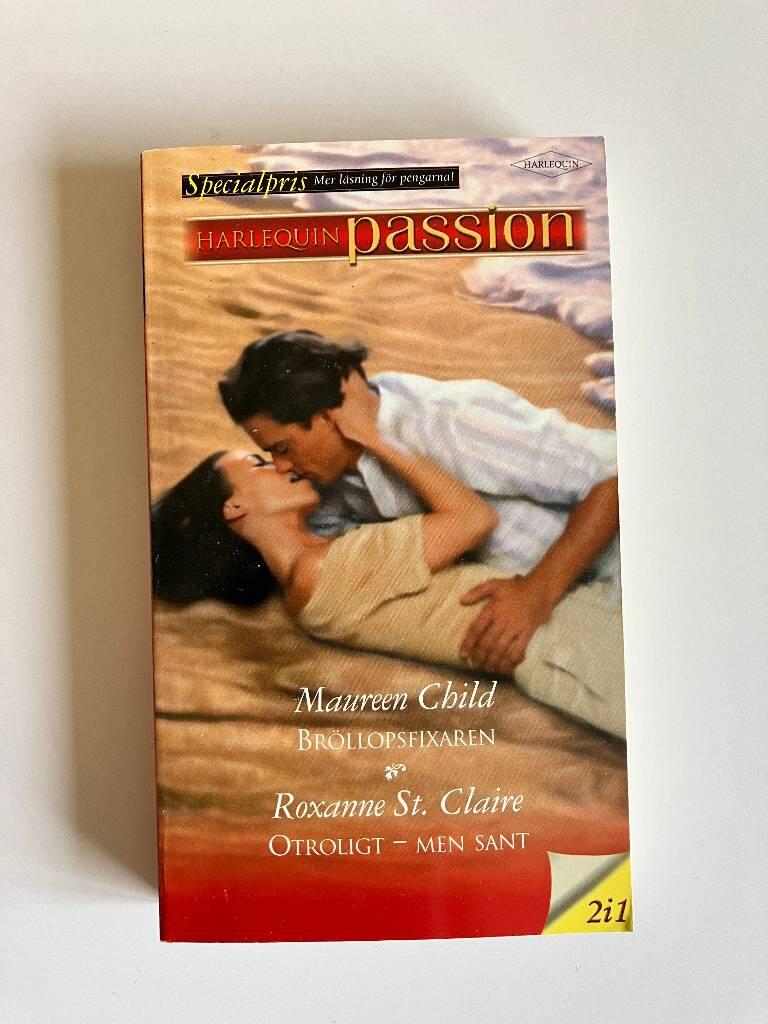 Specialpris Mer läsning för pengarna!
HARLEQUIN
HARLEQUIN passion
Maureen Child
BRÖLLOPSFIXAREN
Roxanne St. Claire
OTROLIGT – MEN SANT
2i1